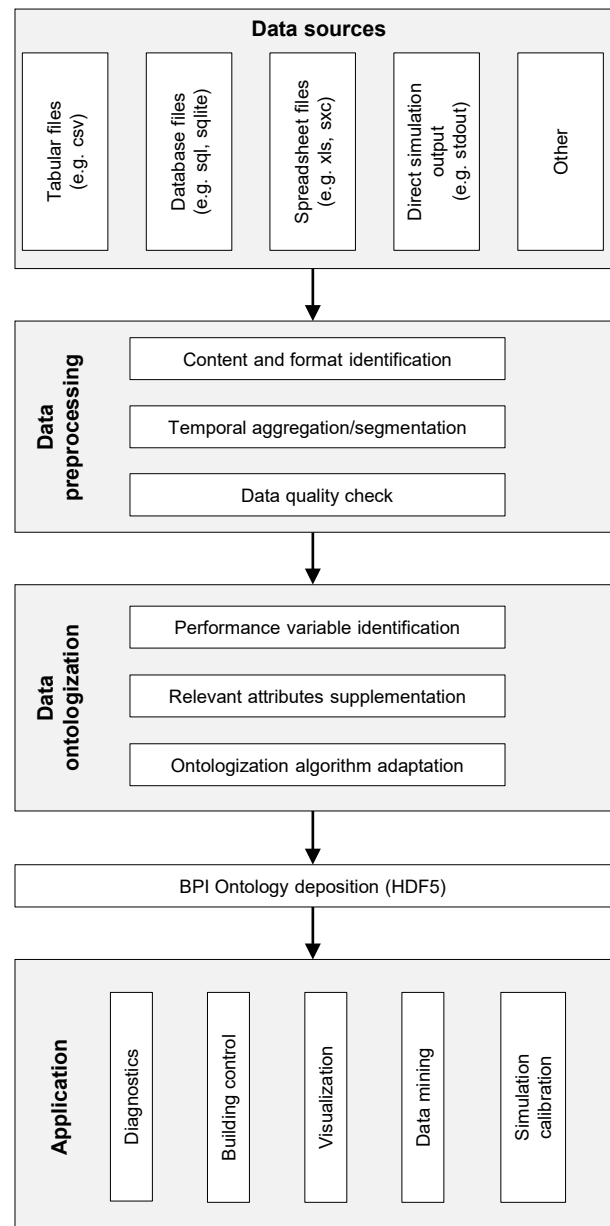 Data sources
Tabular files
(e.g. csv)
Database files
(e.g. sql, sqlite)
Spreadsheet files
(e.g. xls, sxc)
Direct simulation
output
(e.g. stdout)
Other
Data
preprocessing
Content and format identification
Temporal aggregation/segmentation
Data quality check
Data
ontologization
Performance variable identification
Relevant attributes supplementation
Ontologization algorithm adaptation
BPI Ontology deposition (HDF5)
Application
Diagnostics
Building control
Visualization
Data mining
Simulation
calibration